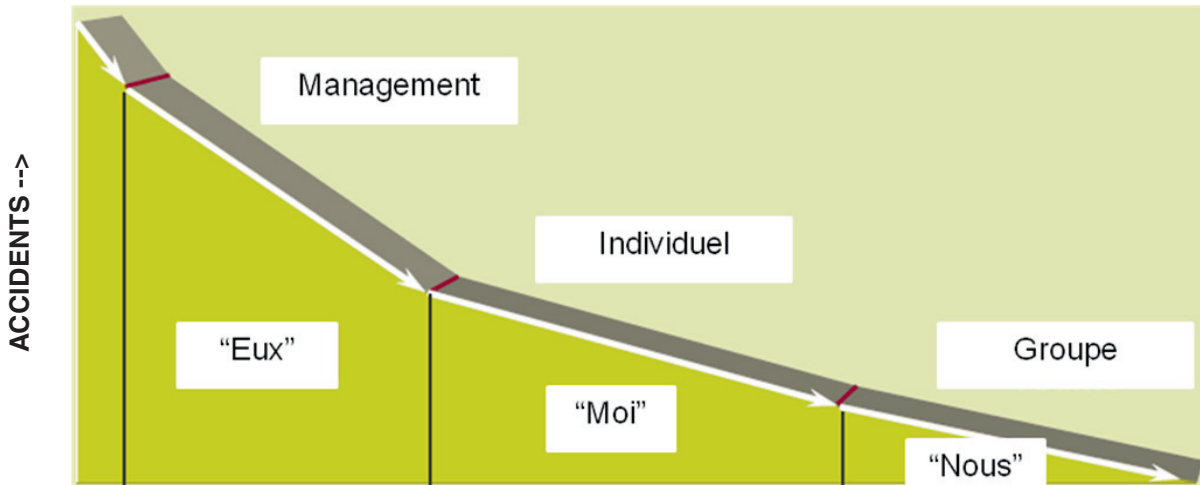 ACCIDENTS -->
Management
Individuel
Groupe
“Eux”
“Moi”
“Nous”